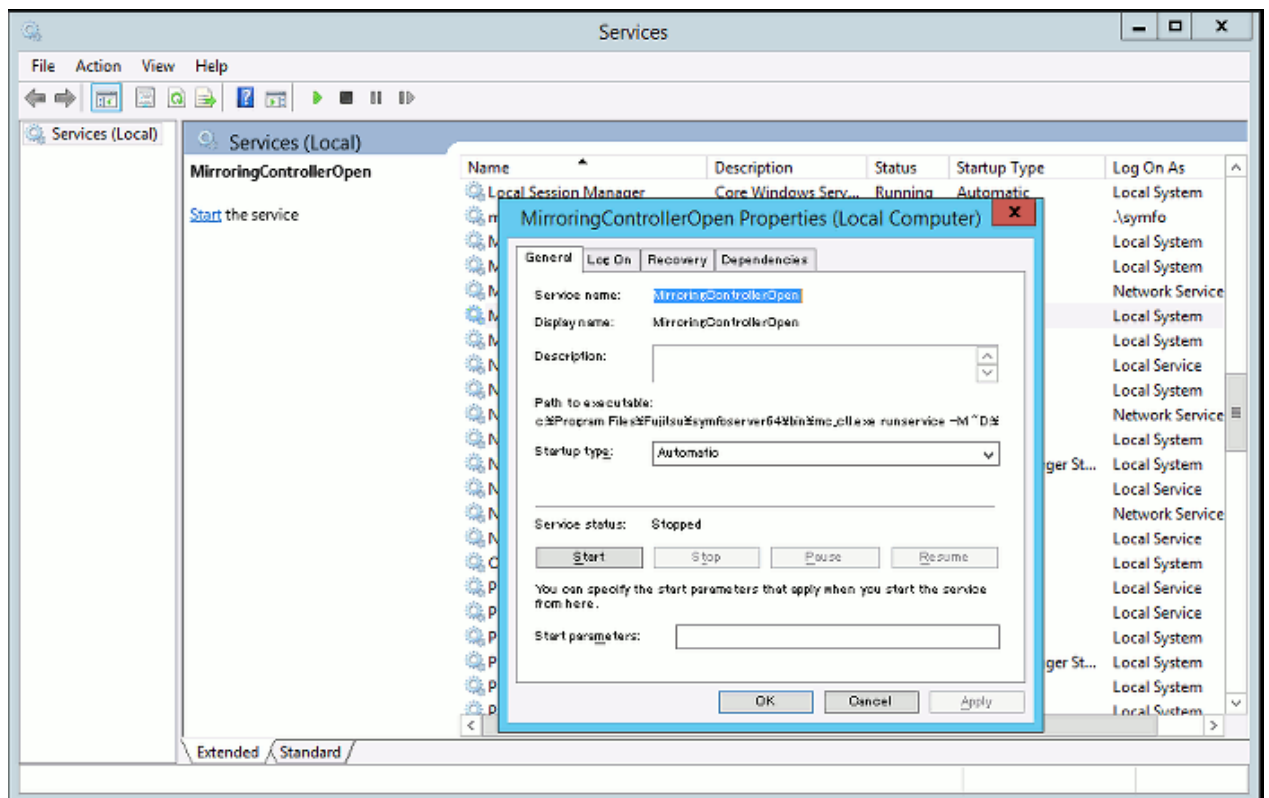 Services
File Action View Help
Services (Local)
Services (Local)
MirroringControllerOpen
Start the service
Name Description Status Startup Type Log On As
Local Session Manager Core Windows Serv... Running Automatic Local System
.\symfo
Local System
Local System
Network Service
Local System
Local System
Local Service
Local System
Network Service
Local System
ger St... Local System
Local Service
Network Service
Local Service
Local System
Local Service
Local Service
Local System
ger St... Local System
Local System
Local System
MirroringControllerOpen Properties (Local Computer)
General Log On Recovery Dependencies
Service name: MirroringControllerOpen
Display name: MirroringControllerOpen
Description:
Path to executable:
c:¥Program Files¥Fujitsu¥symfoserver64¥bin¥mc_ctl.exe runservice -M "D:¥
Startup type: Automatic
Service status: Stopped
Start Stop Pause Resume
You can specify the start parameters that apply when you start the service
from here.
Start parameters:
OK Cancel Apply
Extended Standard